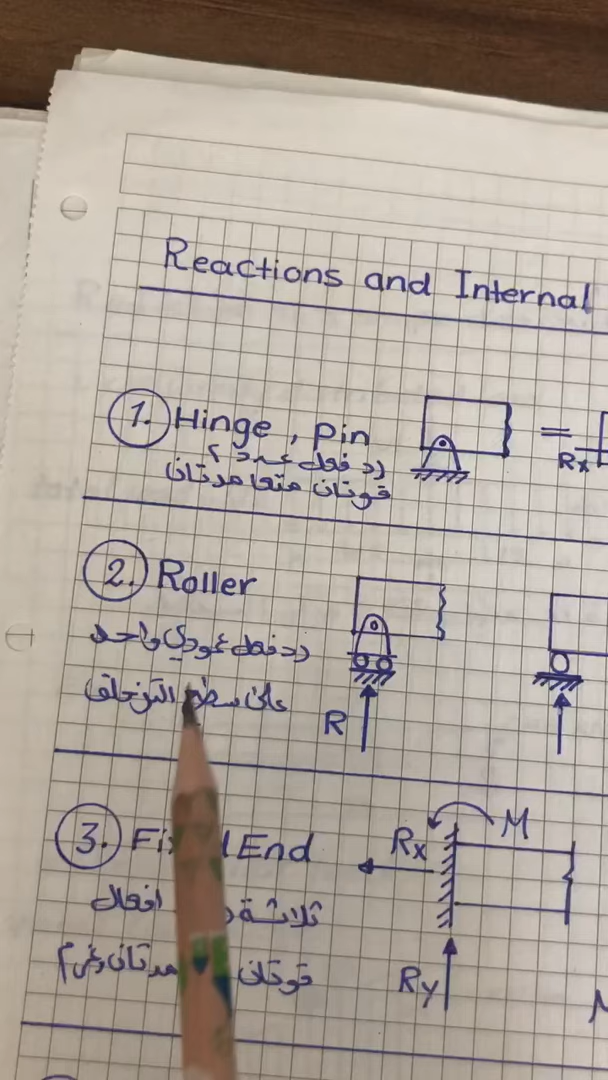 Reactions and Internal
1. Hinge, Pin
رد فعل عدد ٢
قوتان متعامدتان
Rx
2. Roller
رد فعل عمودي واحد
على سطح التزحلق
R
3. Fi End
M
Rx
ثلاثة افعال
قوتان
Ry